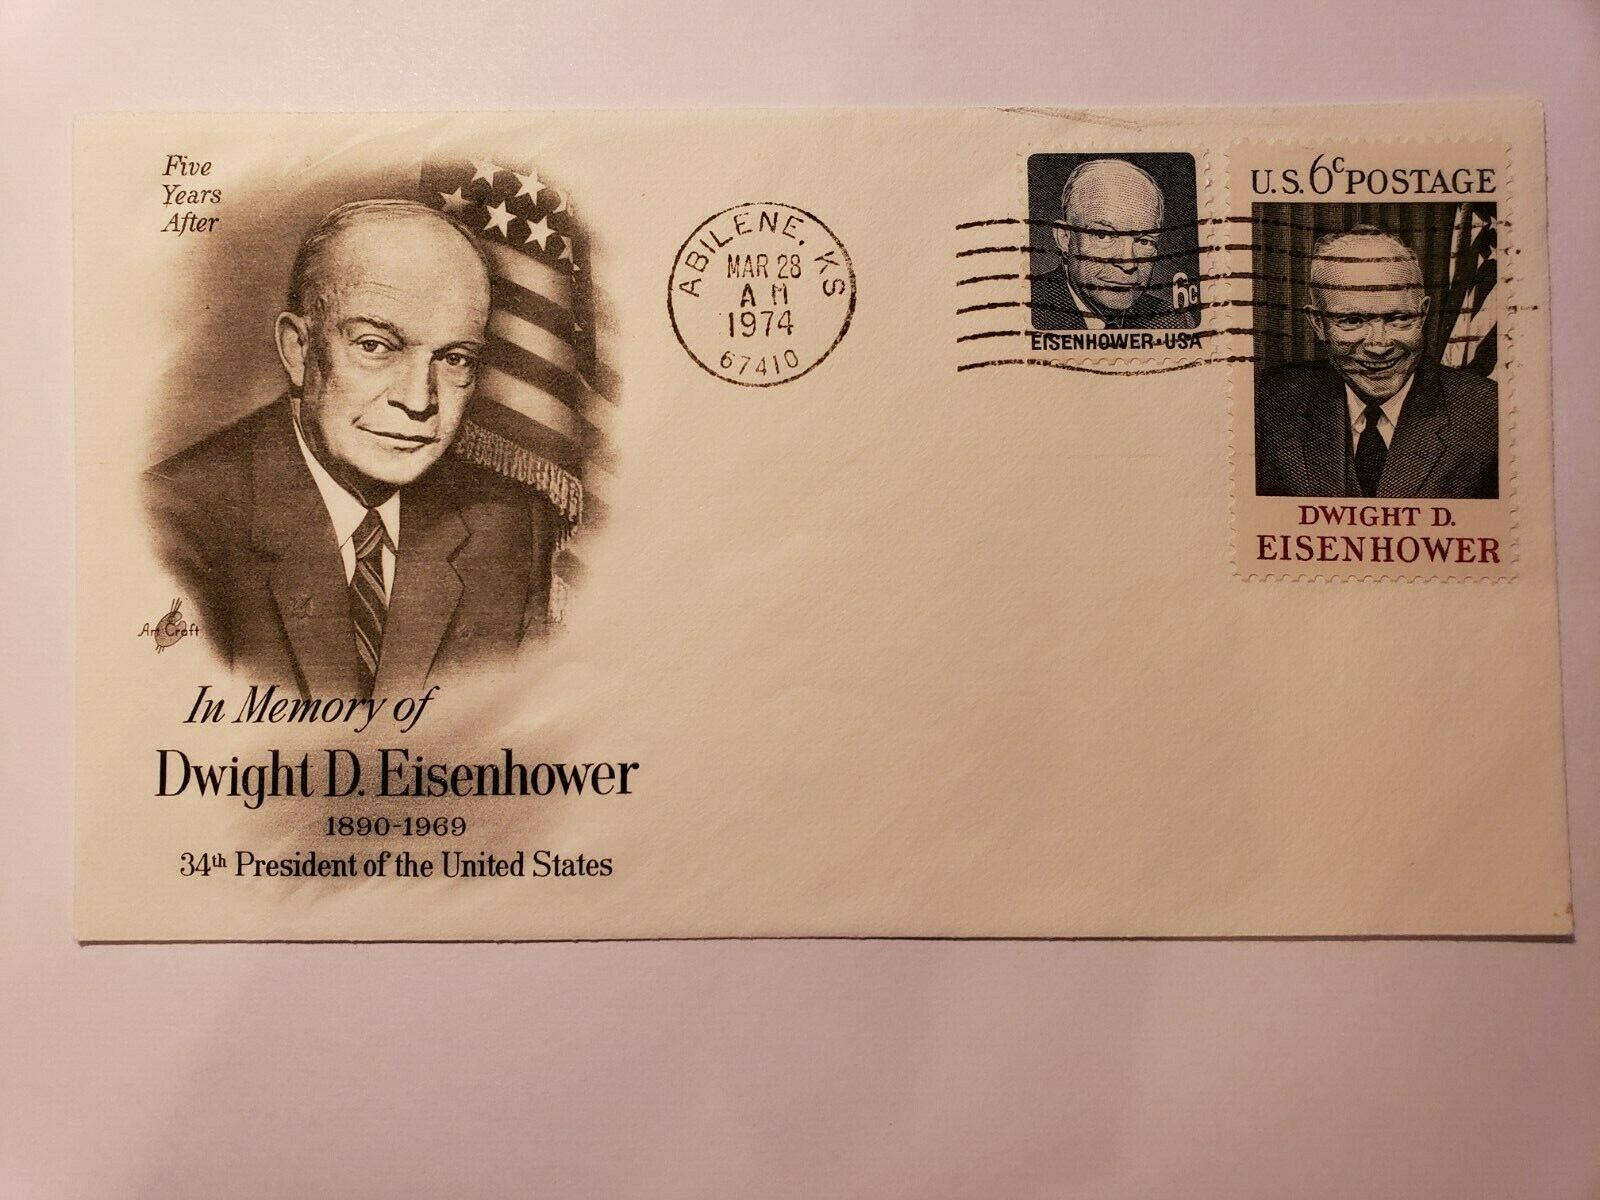 Five
Years
After
Art Craft
In Memory of
Dwight D. Eisenhower
1890-1969
34th President of the United States
ABILENE, KS
MAR 28
AM
1974
67410
6c
EISENHOWER·USA
U.S. 6c POSTAGE
DWIGHT D.
EISENHOWER